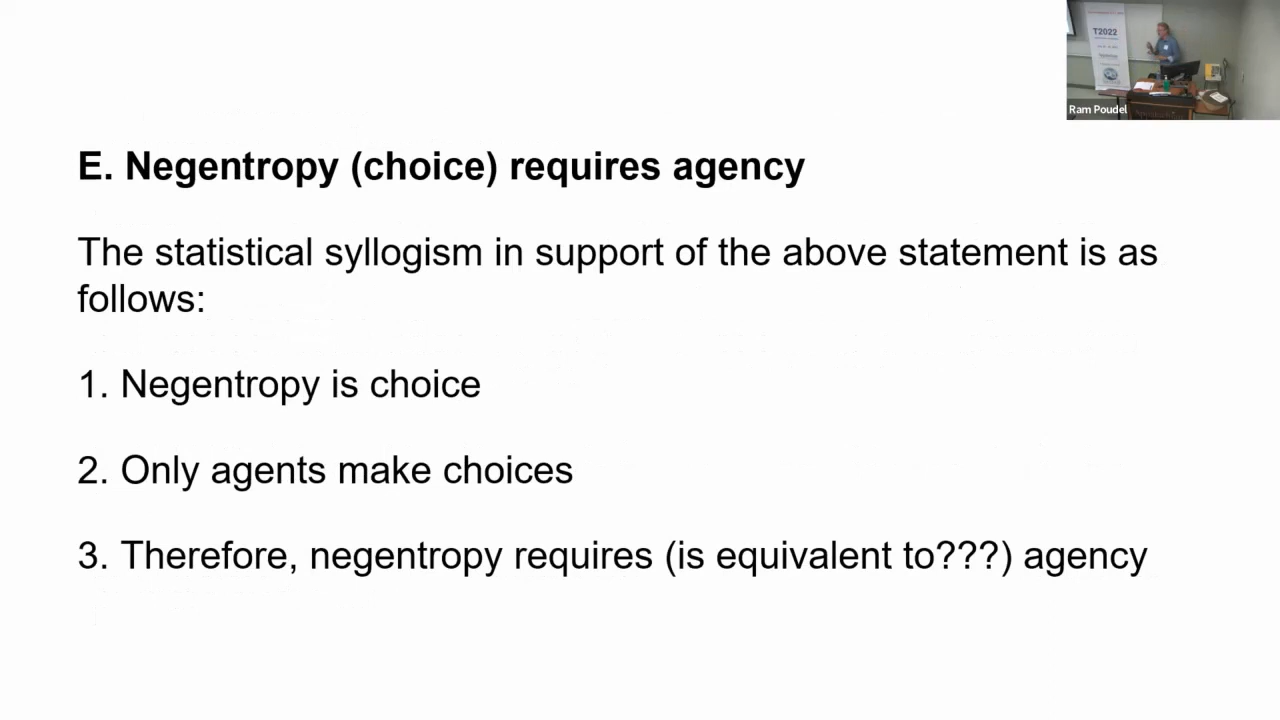 T2022
Ram Poudel
E. Negentropy (choice) requires agency
The statistical syllogism in support of the above statement is as
follows:
1. Negentropy is choice
2. Only agents make choices
3. Therefore, negentropy requires (is equivalent to???) agency